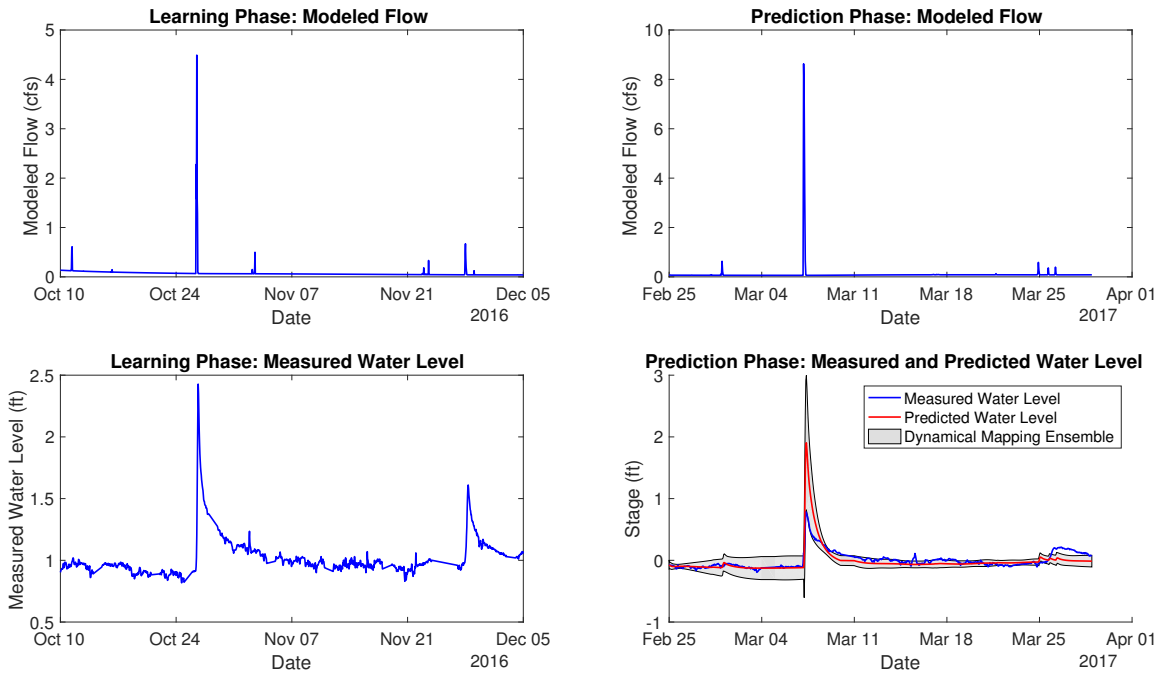 Learning Phase: Modeled Flow
Modeled Flow (cfs)
5
4
3
2
1
0
Oct 10
Oct 24
Nov 07
Nov 21
Dec 05
Date
2016
Prediction Phase: Modeled Flow
Modeled Flow (cfs)
10
8
6
4
2
0
Feb 25
Mar 04
Mar 11
Mar 18
Mar 25
Apr 01
Date
2017
Learning Phase: Measured Water Level
Measured Water Level (ft)
2.5
2
1.5
1
0.5
Oct 10
Oct 24
Nov 07
Nov 21
Dec 05
Date
2016
Prediction Phase: Measured and Predicted Water Level
Stage (ft)
3
2
1
0
-1
Measured Water Level
Predicted Water Level
Dynamical Mapping Ensemble
Feb 25
Mar 04
Mar 11
Mar 18
Mar 25
Apr 01
Date
2017